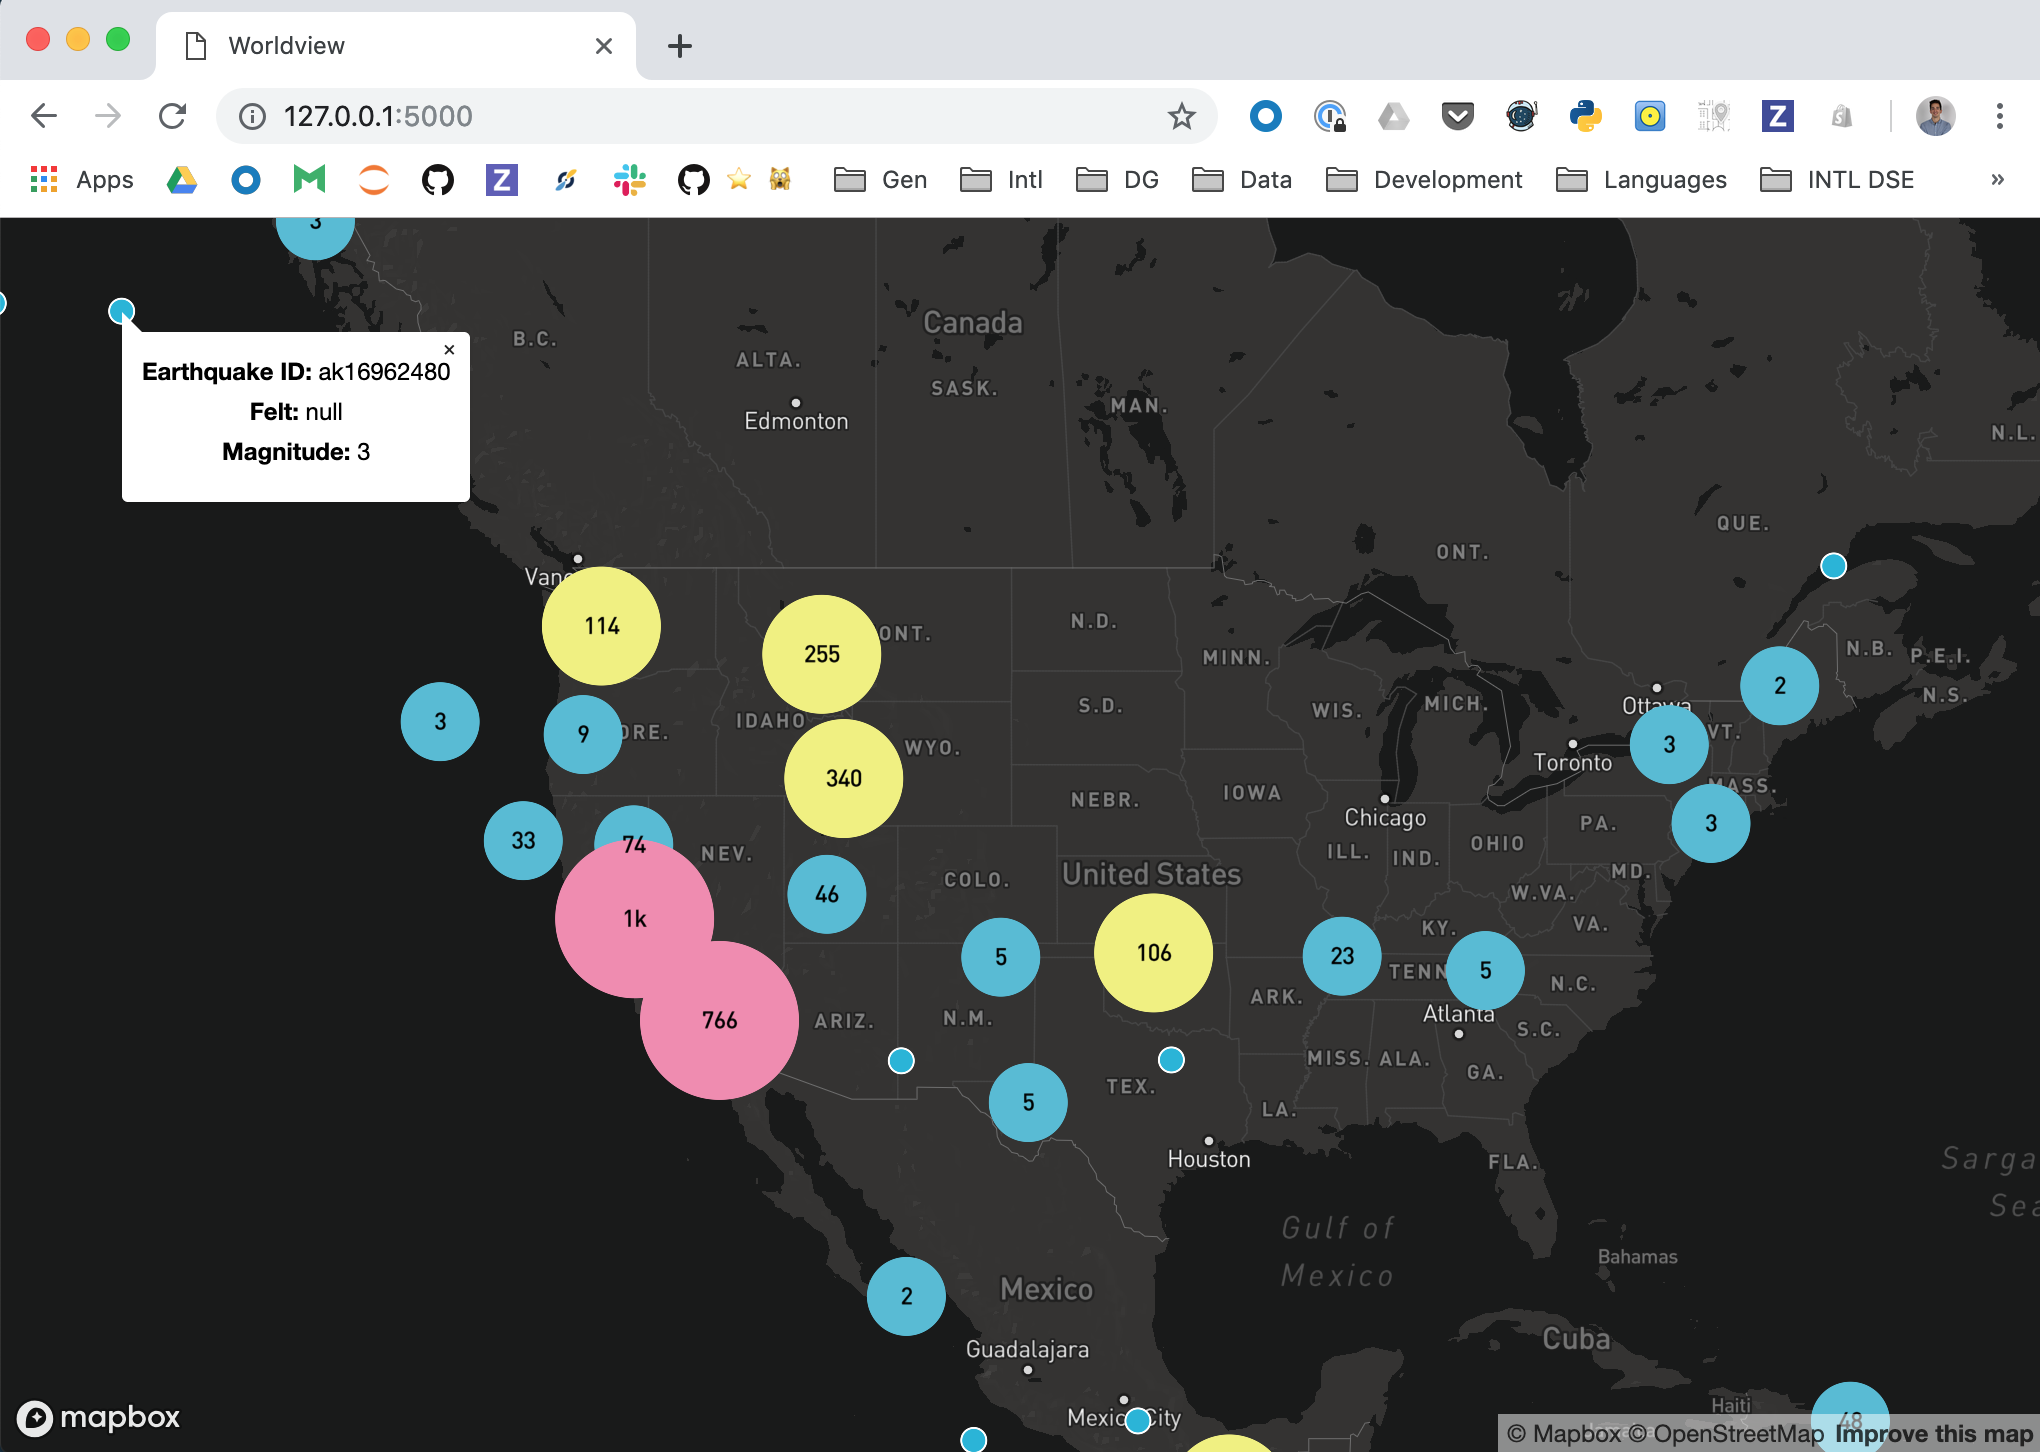 Worldview
127.0.0.1:5000
Apps
Gen
Intl
DG
Data
Development
Languages
INTL DSE
»
3
Canada
B.C.
ALTA.
SASK.
MAN.
Edmonton
N.L.
Earthquake ID: ak16962480
Felt: null
Magnitude: 3
QUE.
ONT.
114
255
ONT.
N.D.
MINN.
N.B.
P.E.I.
N.S.
2
3
9
ORE.
IDAHO
S.D.
WIS.
MICH.
Ottawa
3
VT.
WYO.
340
Toronto
NEBR.
IOWA
MASS.
Chicago
3
PA.
33
74
NEV.
ILL.
IND.
OHIO
MD.
United States
COLO.
46
W.VA.
VA.
KY.
1k
5
106
23
TENN
5
N.C.
ARK.
766
ARIZ.
N.M.
Atlanta
S.C.
MISS.
ALA.
GA.
TEX.
5
LA.
Houston
FLA.
Gulf of
Mexico
Bahamas
Mexico
2
Cuba
Guadalajara
Haiti
48
mapbox
© Mapbox © OpenStreetMap Improve this map